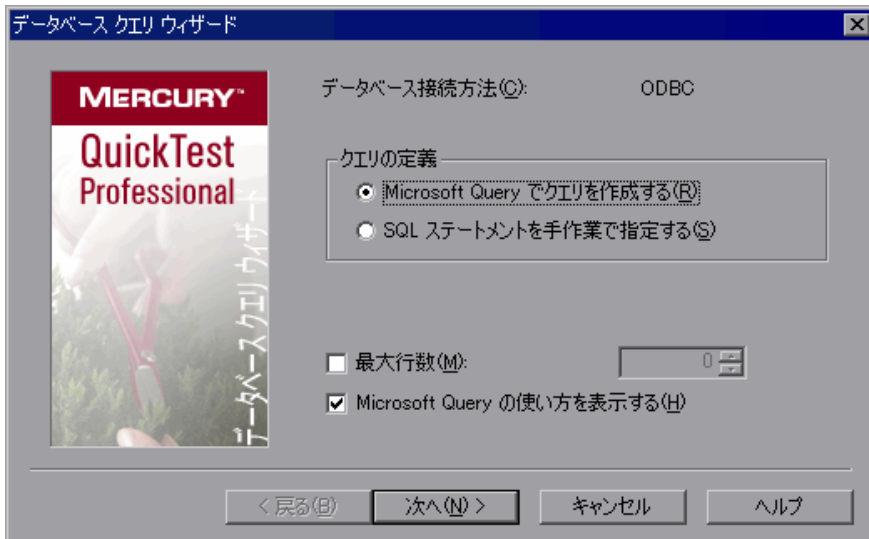 データベース クエリ ウィザード
MERCURY™
QuickTest
Professional
データベースクエリ ウィザード
データベース接続方法(C): ODBC
クエリの定義
Microsoft Query でクエリを作成する(R)
SQL ステートメントを手作業で指定する(S)
最大行数(M): 0
Microsoft Query の使い方を表示する(H)
< 戻る(B) 次へ(N) > キャンセル ヘルプ